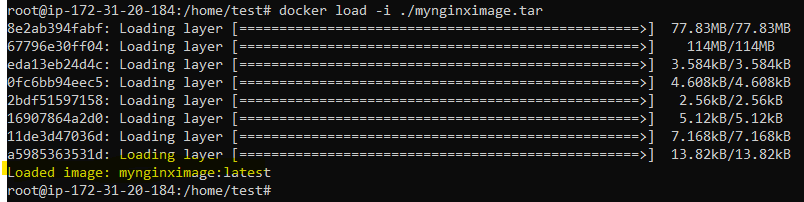 root@ip-172-31-20-184:/home/test# docker load -i ./mynginximage.tar
8e2ab394fabf: Loading layer [==================================================>]  77.83MB/77.83MB
67796e30ff04: Loading layer [==================================================>]    114MB/114MB
eda13eb24d4c: Loading layer [==================================================>]  3.584kB/3.584kB
0fc6bb94eec5: Loading layer [==================================================>]  4.608kB/4.608kB
2bdf51597158: Loading layer [==================================================>]   2.56kB/2.56kB
16907864a2d0: Loading layer [==================================================>]   5.12kB/5.12kB
11de3d47036d: Loading layer [==================================================>]  7.168kB/7.168kB
a5985363531d: Loading layer [==================================================>]  13.82kB/13.82kB
Loaded image: mynginximage:latest
root@ip-172-31-20-184:/home/test#